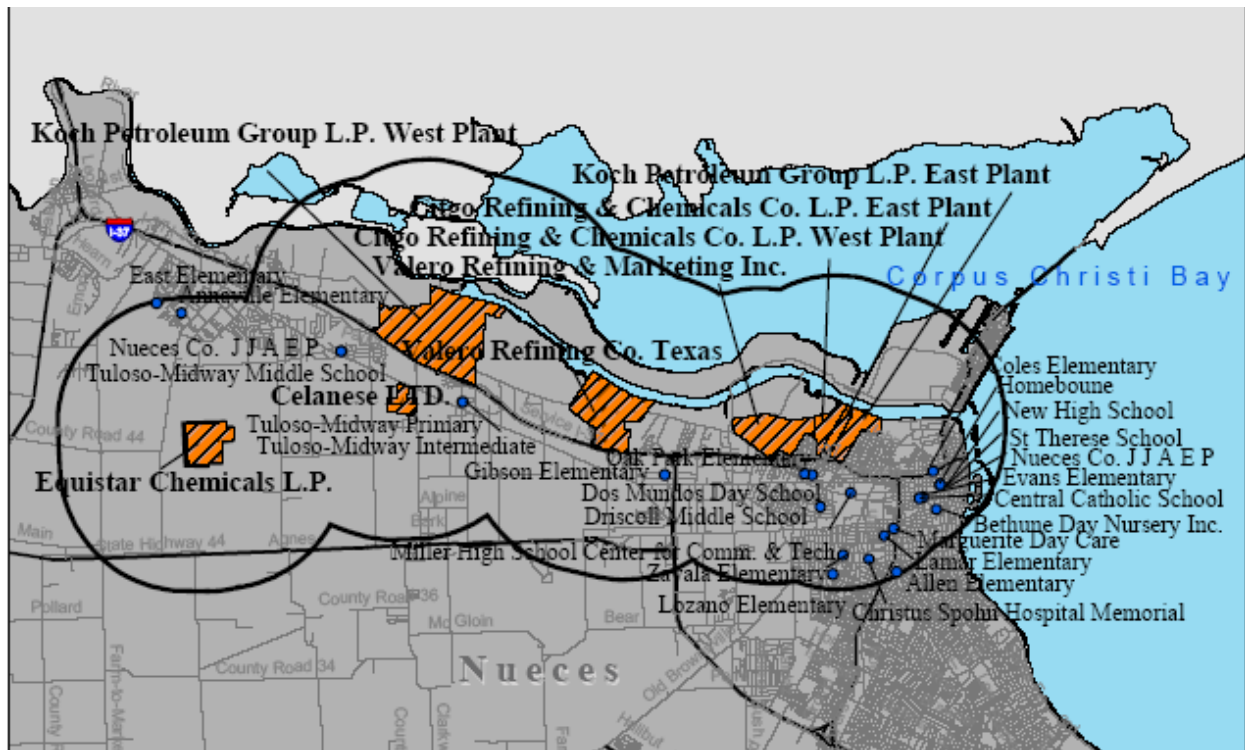 River
Koch Petroleum Group L.P. West Plant
Koch Petroleum Group L.P. East Plant
Citgo Refining & Chemicals Co. L.P. East Plant
Citgo Refining & Chemicals Co. L.P. West Plant
Valero Refining & Marketing Inc.
I-37
Hearn
Corpus Christi Bay
East Elementary
Annaville Elementary
Nueces Co. J J A E P
Valero Refining Co. Texas
Tuloso-Midway Middle School
Coles Elementary
Homeboune
Celanese LTD.
New High School
Service
Tuloso-Midway Primiary
County Road 44
St Therese School
Tuloso-Midway Intermediate
Nueces Co. J J A E P
Oak Park Elementary
Gibson Elementary
Evans Elementary
Equistar Chemicals L.P.
Dos Mundos Day School
Central Catholic School
Alpine
Driscoll Middle School
Bethune Day Nursery Inc.
Main
State Highway 44
Agnes
Bark
Marguerite Day Care
Miller High School Center for Comm. & Tech
Lamar Elementary
Zavala Elementary
Allen Elementary
County Road 36
Pollard
Lozano Elementary
Christus Spohn Hospital Memorial
Mc Gloin
Bear
County Road 34
Nueces
Old Brownsville